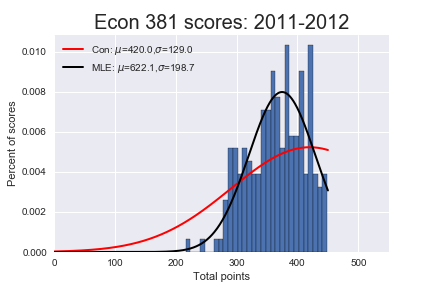 Econ 381 scores: 2011-2012
Con: μ=420.0,σ=129.0
MLE: μ=622.1,σ=198.7
0.010
0.008
0.006
0.004
0.002
0.000
Percent of scores
0 100 200 300 400 500
Total points